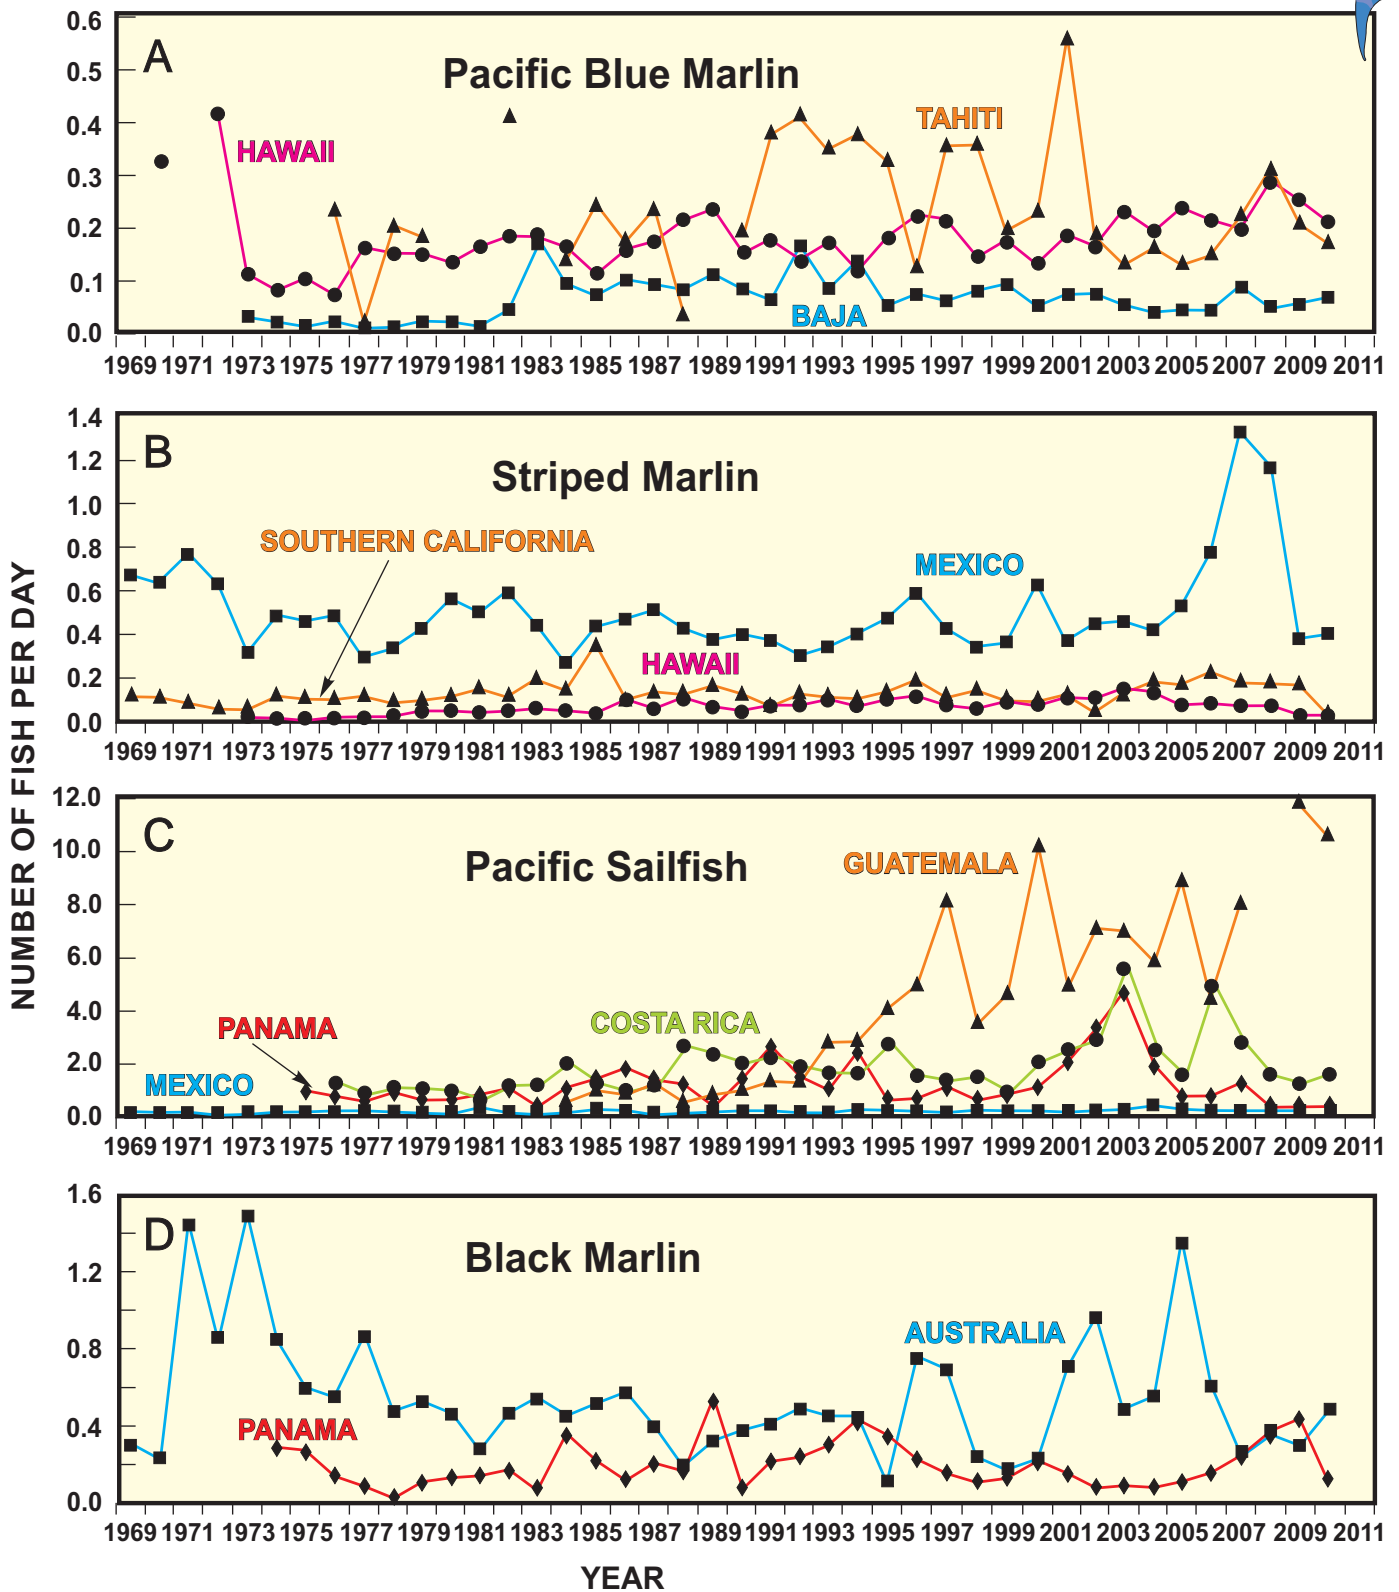 NUMBER OF FISH PER DAY
A
Pacific Blue Marlin
0.6
0.5
0.4
0.3
0.2
0.1
0.0
HAWAII
TAHITI
BAJA
1969 1971 1973 1975 1977 1979 1981 1983 1985 1987 1989 1991 1993 1995 1997 1999 2001 2003 2005 2007 2009 2011
B
Striped Marlin
1.4
1.2
1.0
0.8
0.6
0.4
0.2
0.0
SOUTHERN CALIFORNIA
MEXICO
HAWAII
1969 1971 1973 1975 1977 1979 1981 1983 1985 1987 1989 1991 1993 1995 1997 1999 2001 2003 2005 2007 2009 2011
C
Pacific Sailfish
12.0
10.0
8.0
6.0
4.0
2.0
0.0
GUATEMALA
PANAMA
COSTA RICA
MEXICO
1969 1971 1973 1975 1977 1979 1981 1983 1985 1987 1989 1991 1993 1995 1997 1999 2001 2003 2005 2007 2009 2011
D
Black Marlin
1.6
1.2
0.8
0.4
0.0
AUSTRALIA
PANAMA
1969 1971 1973 1975 1977 1979 1981 1983 1985 1987 1989 1991 1993 1995 1997 1999 2001 2003 2005 2007 2009 2011
YEAR